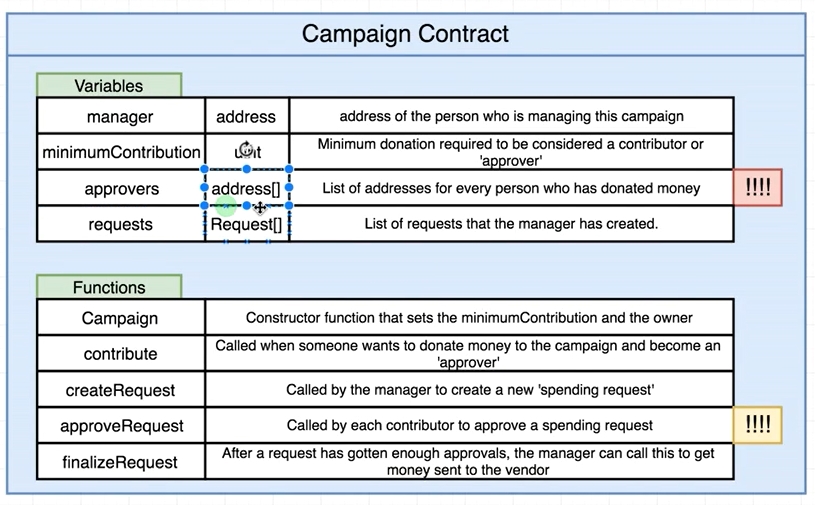 Campaign Contract
Variables
manager address address of the person who is managing this campaign
minimumContribution Minimum donation required to be considered a contributor or
'approver'
approvers address[] List of addresses for every person who has donated money !!!!
requests Request[] List of requests that the manager has created.
Functions
Campaign Constructor function that sets the minimumContribution and the owner
contribute Called when someone wants to donate money to the campaign and become an
'approver'
createRequest Called by the manager to create a new 'spending request'
approveRequest Called by each contributor to approve a spending request !!!!
finalizeRequest After a request has gotten enough approvals, the manager can call this to get
money sent to the vendor